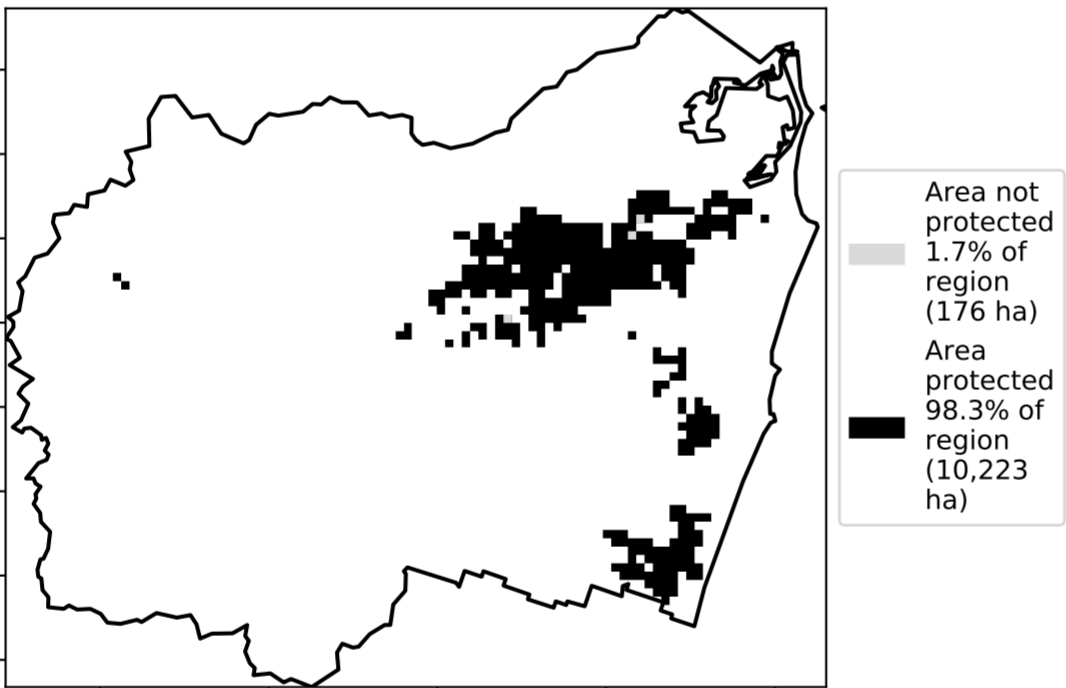 Area not
protected
1.7% of
region
(176 ha)
Area
protected
98.3% of
region
(10,223
ha)